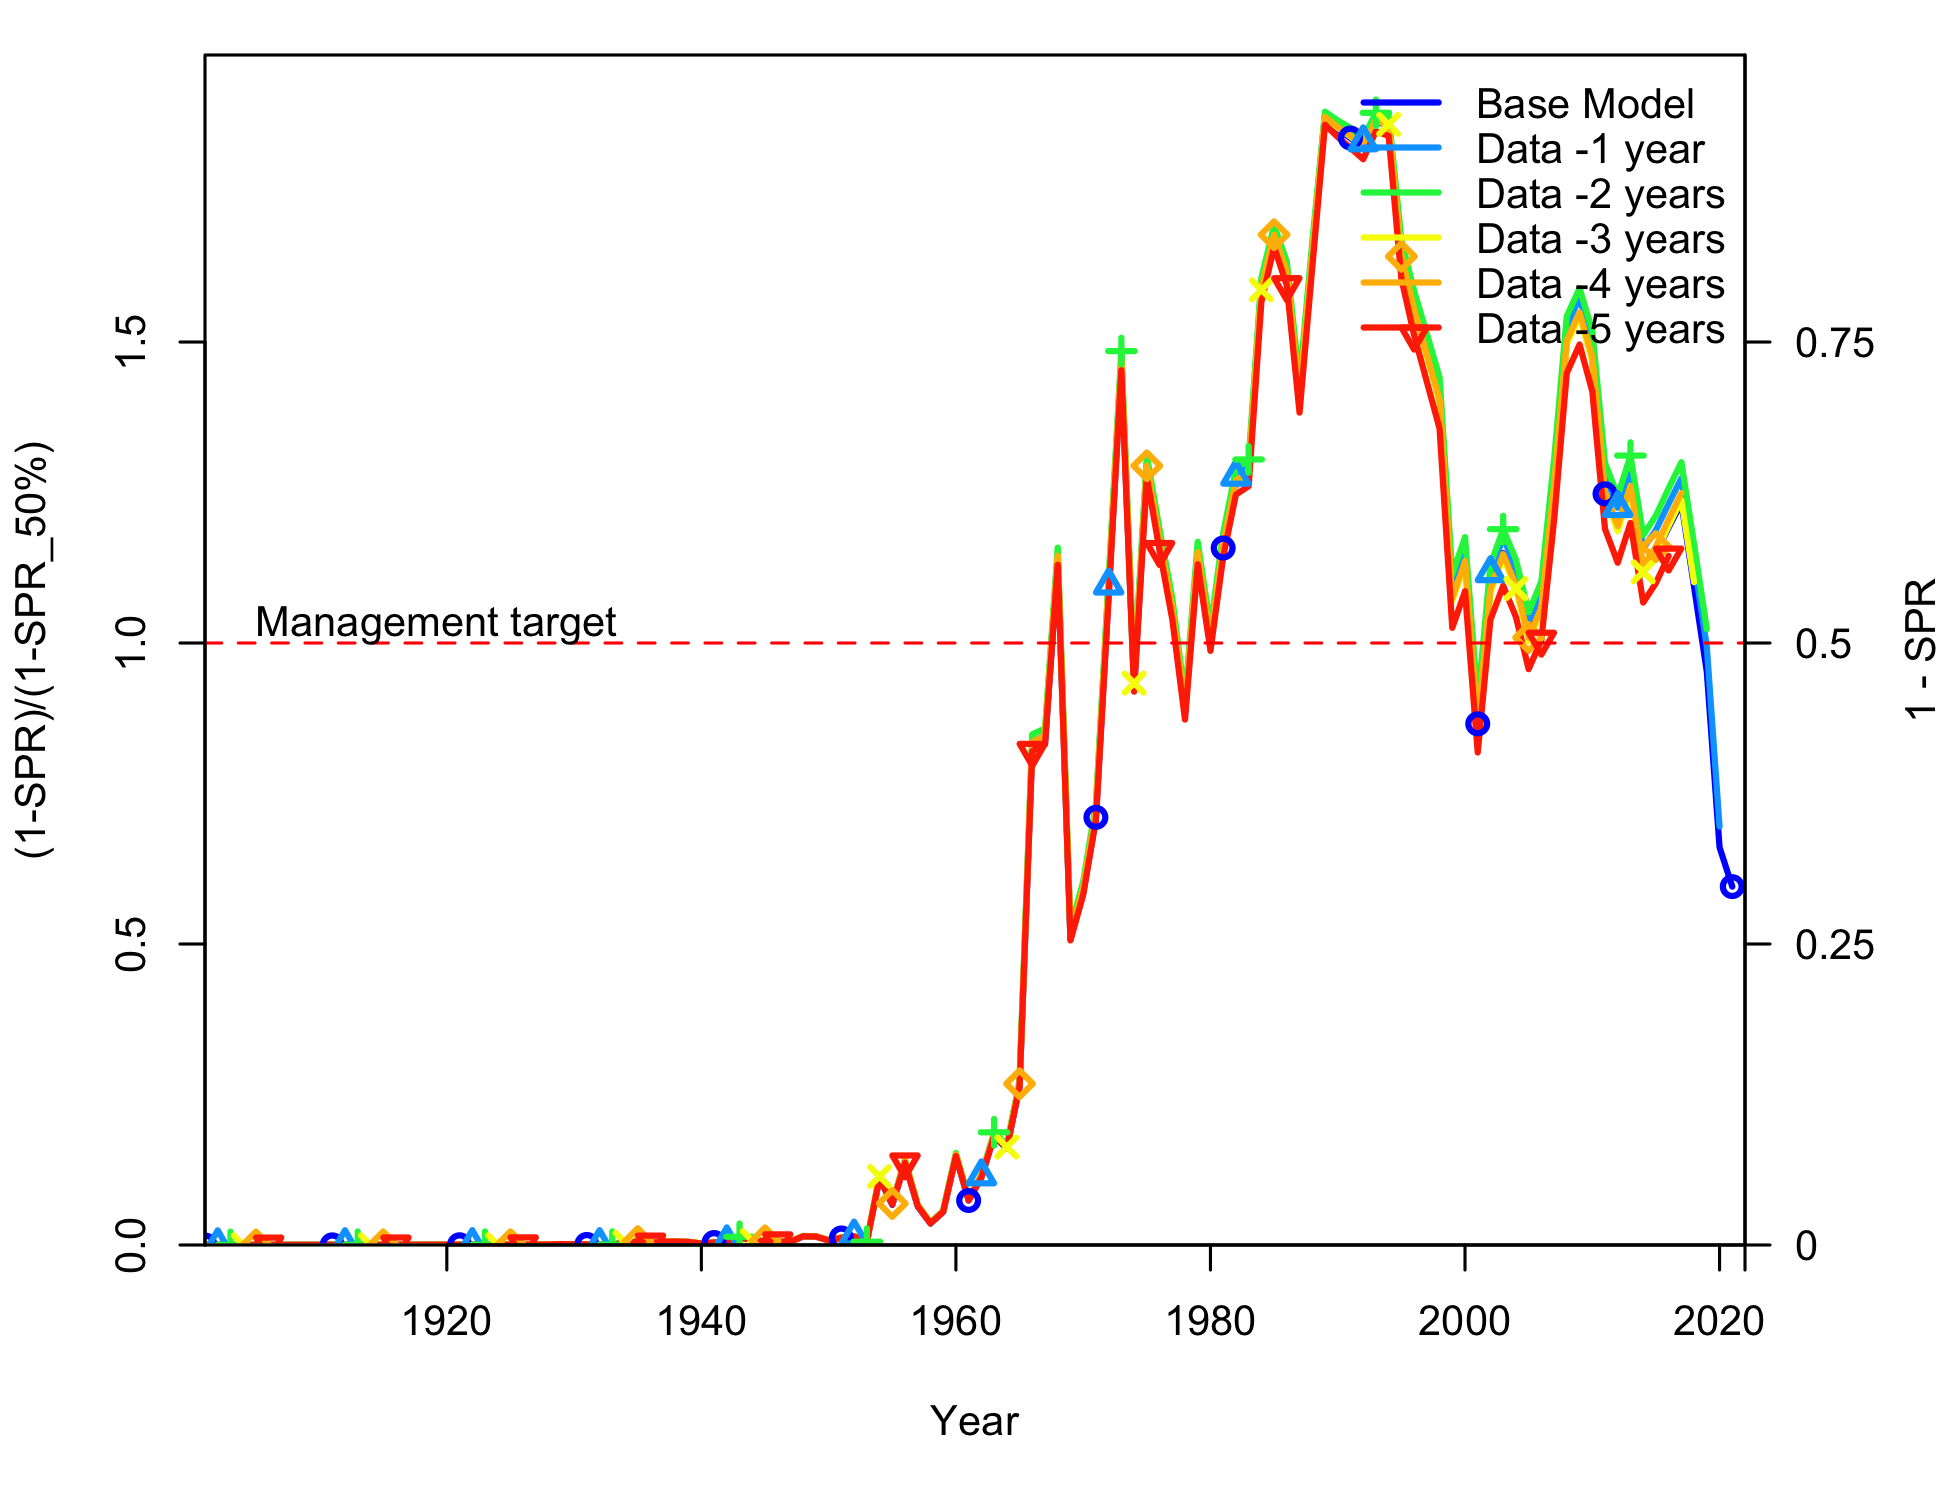 Base Model
Data -1 year
Data -2 years
Data -3 years
Data -4 years
Data -5 years
Management target
(1-SPR)/(1-SPR_50%)
0.0
0.5
1.0
1.5
1 - SPR
0
0.25
0.5
0.75
1920
1940
1960
1980
2000
2020
Year